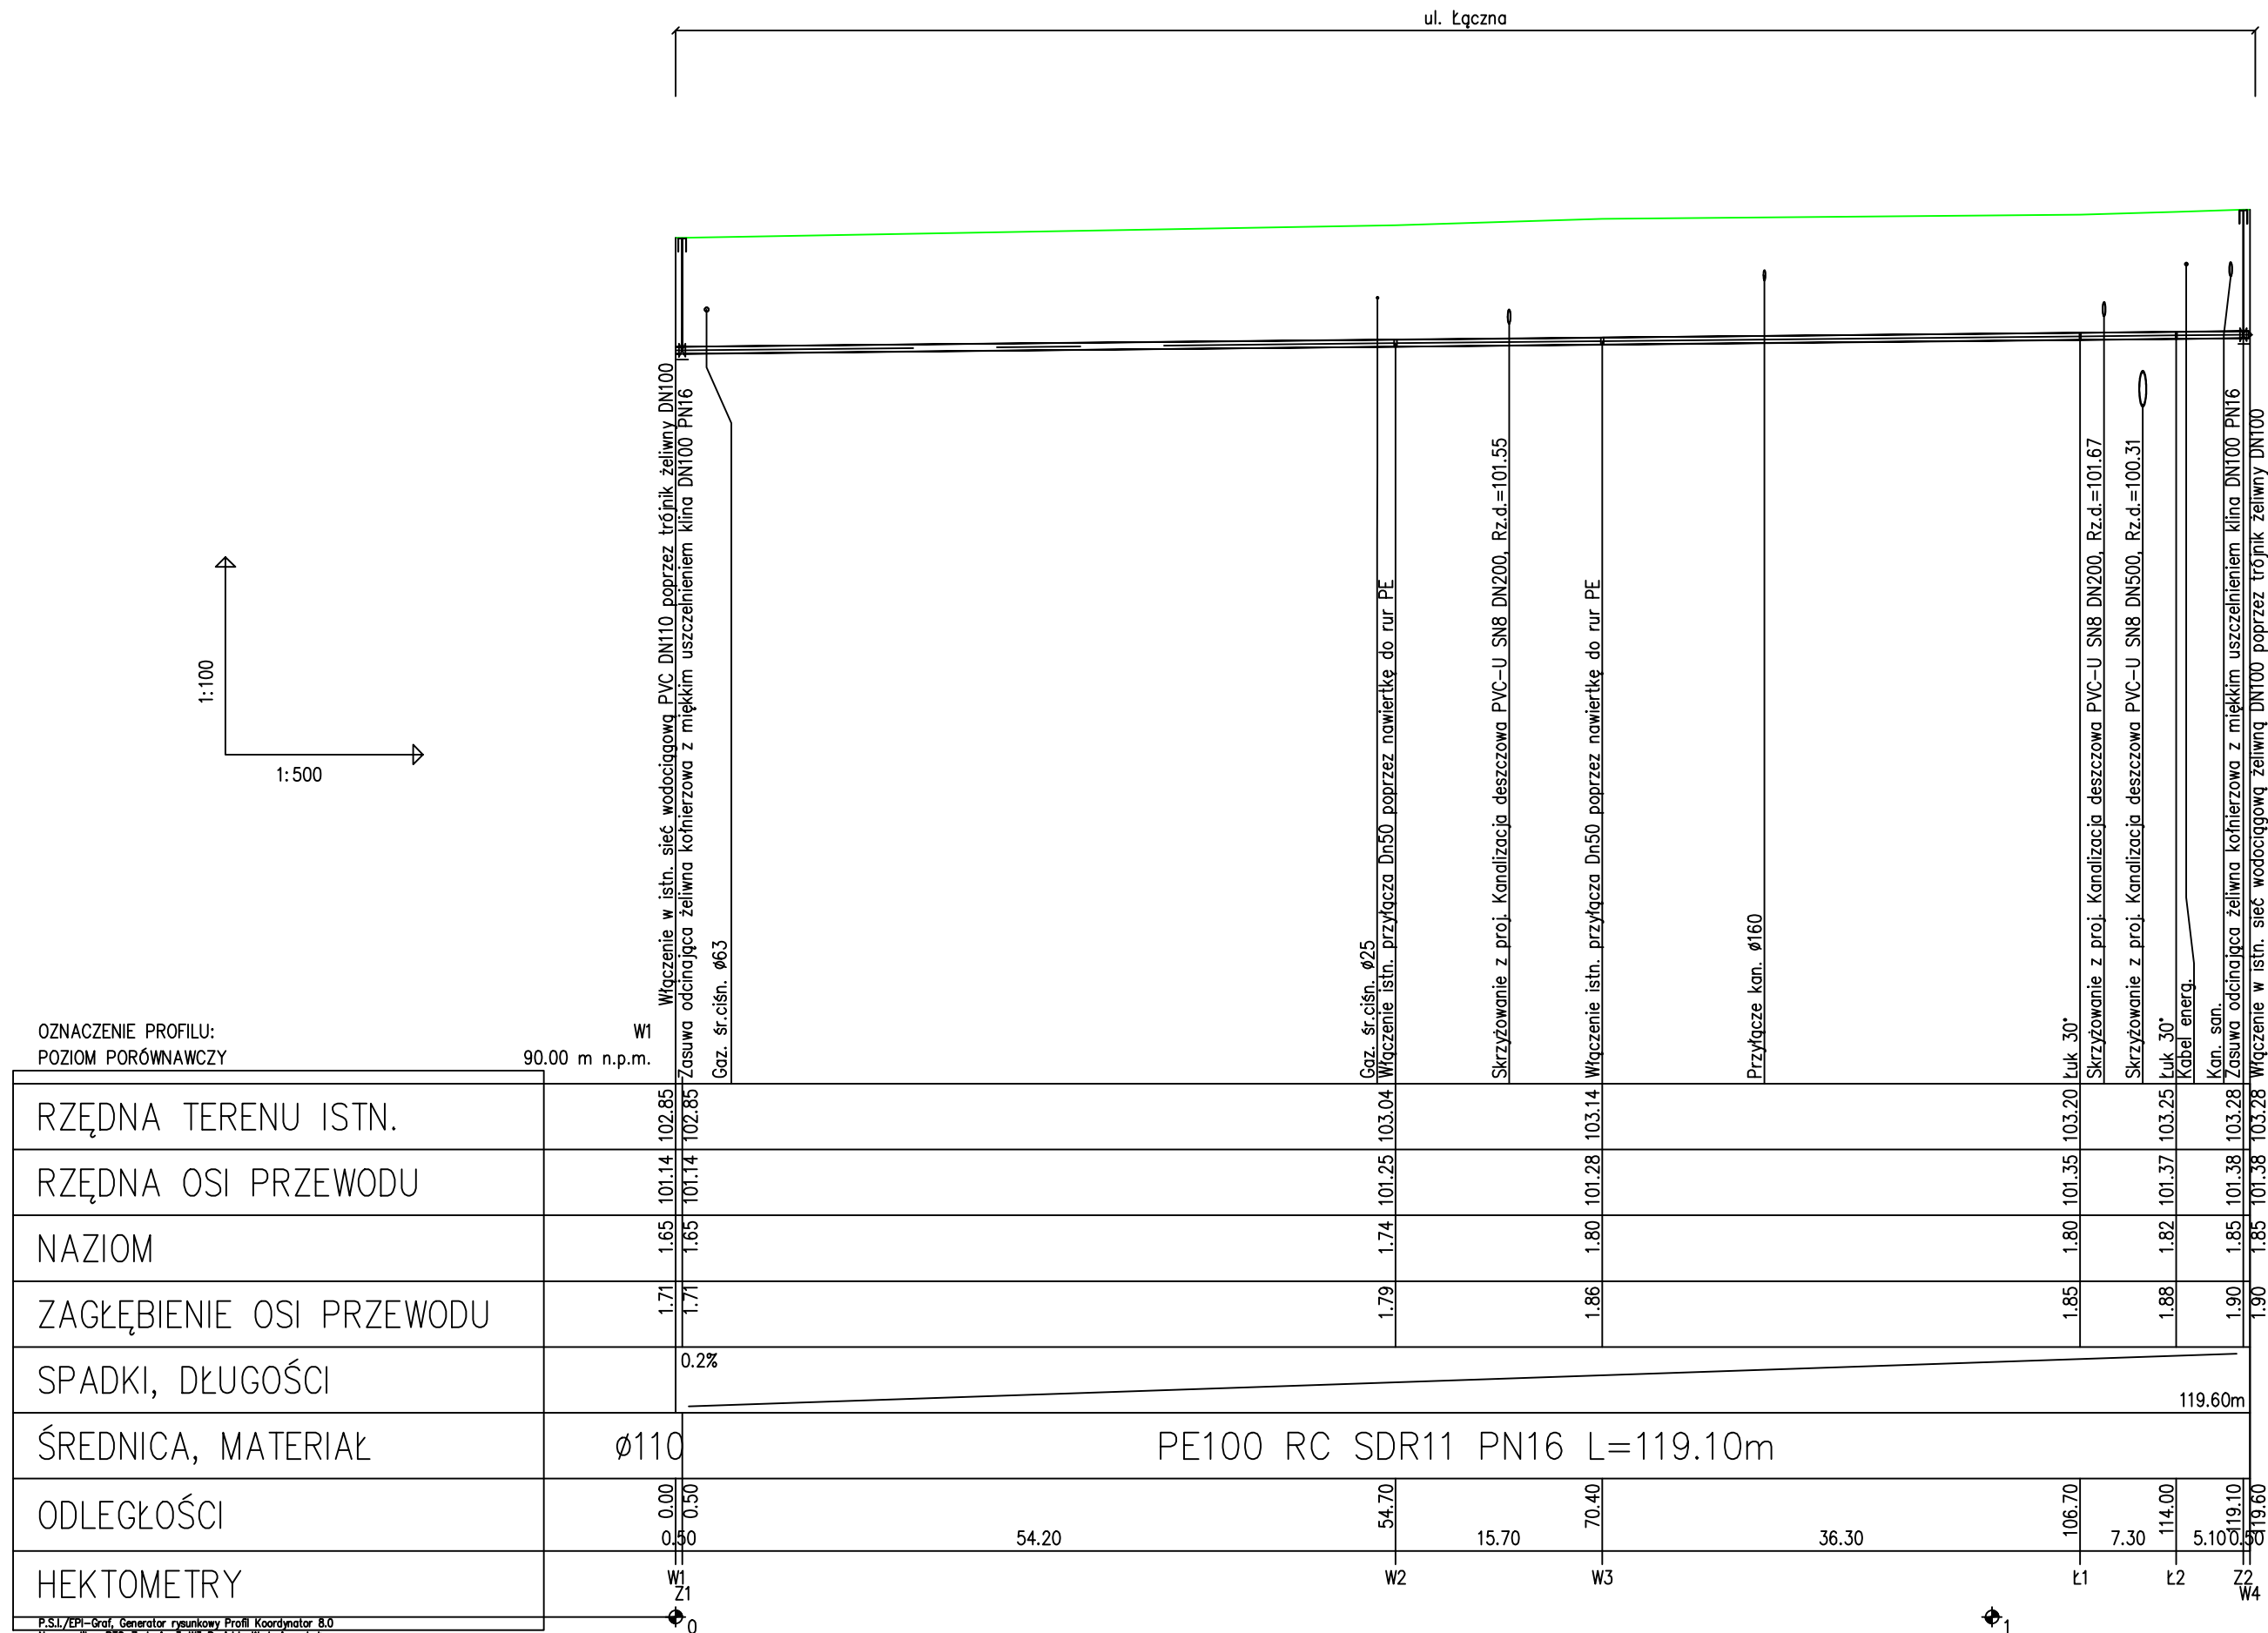 ul. Łączna
1:100
1:500
Włączenie w istn. sieć wodociągową PVC DN110 poprzez trójnik żeliwny DN100
Zasuwa odcinająca żeliwna kołnierzowa z miękkim uszczelnieniem klina DN100 PN16
Gaz. śr.ciśn. ø63
Gaz. śr.ciśn. ø25
Włączenie istn. przyłącza Dn50 poprzez nawiertkę do rur PE
Skrzyżowanie z proj. Kanalizacja deszczowa PVC-U SN8 DN200, Rz.d.=101.55
Włączenie istn. przyłącza Dn50 poprzez nawiertkę do rur PE
Przyłącze kan. ø160
Łuk 30°
Skrzyżowanie z proj. Kanalizacja deszczowa PVC-U SN8 DN200, Rz.d.=101.67
Skrzyżowanie z proj. Kanalizacja deszczowa PVC-U SN8 DN500, Rz.d.=100.31
Łuk 30°
Kabel energ.
Kan. san.
Zasuwa odcinająca żeliwna kołnierzowa z miękkim uszczelnieniem klina DN100 PN16
Włączenie w istn. sieć wodociągową żeliwną DN100 poprzez trójnik żeliwny DN100
OZNACZENIE PROFILU: W1
POZIOM PORÓWNAWCZY 90.00 m n.p.m.
RZĘDNA TERENU ISTN. 102.85 102.85 103.04 103.14 103.20 103.25 103.28 103.28
RZĘDNA OSI PRZEWODU 101.14 101.14 101.25 101.28 101.35 101.37 101.38 101.38
NAZIOM 1.65 1.65 1.74 1.80 1.80 1.82 1.85 1.85
ZAGŁĘBIENIE OSI PRZEWODU 1.71 1.71 1.79 1.86 1.85 1.88 1.90 1.90
SPADKI, DŁUGOŚCI 0.2% 119.60m
ŚREDNICA, MATERIAŁ ø110 PE100 RC SDR11 PN16 L=119.10m
ODLEGŁOŚCI 0.00 0.50 54.70 70.40 106.70 114.00 119.10 119.60
0.50 54.20 15.70 36.30 7.30 5.10 0.50
HEKTOMETRY W1 Z1 W2 W3 Ł1 Ł2 Z2 W4
P.S.I./EPI-Graf, Generator rysunkowy Profil Koordynator 8.0
0 1